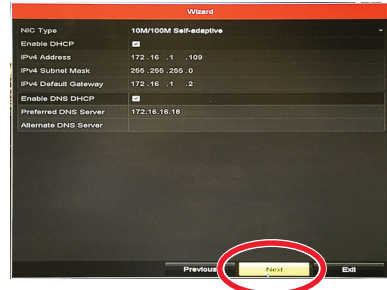 Wizard
NIC Type 10M/100M Self-adaptive
Enable DHCP
IPv4 Address 172.16 .1 .109
IPv4 Subnet Mask 255.255.255.0
IPv4 Default Gateway 172.16 .1 .2
Enable DNS DHCP
Preferred DNS Server 172.16.16.18
Alternate DNS Server
Previous Next Exit